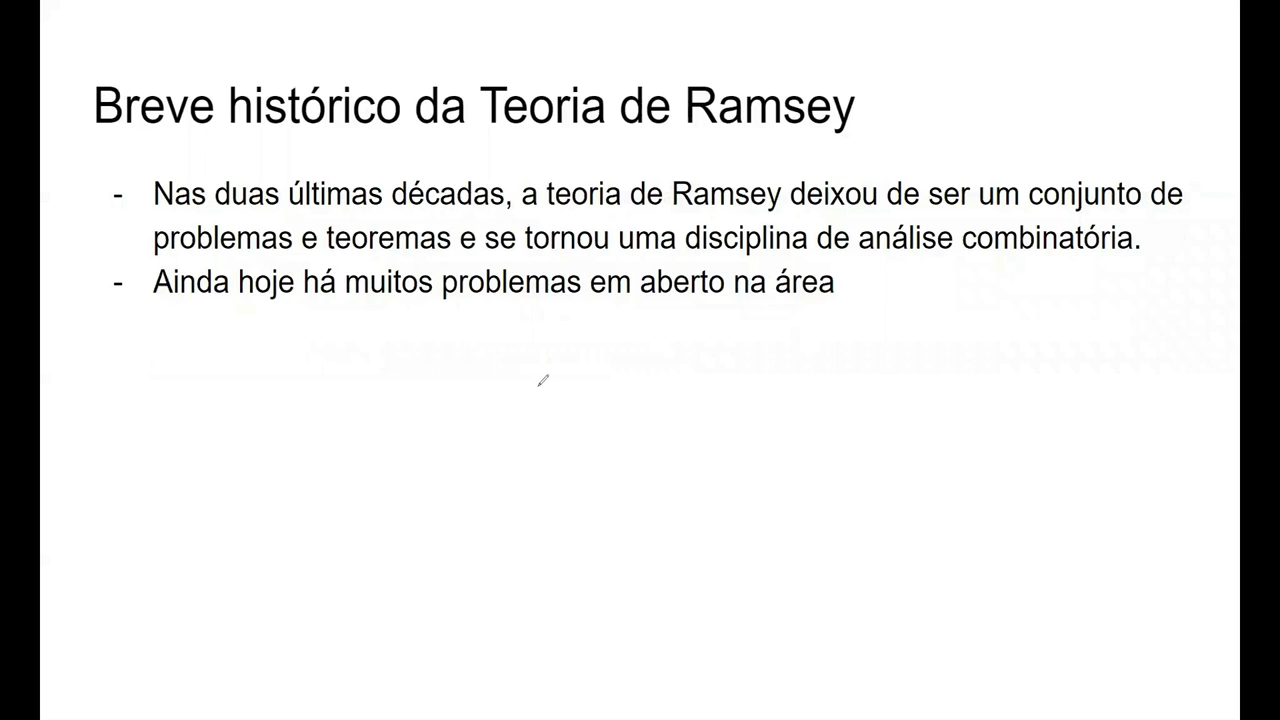 Breve histórico da Teoria de Ramsey
- Nas duas últimas décadas, a teoria de Ramsey deixou de ser um conjunto de
problemas e teoremas e se tornou uma disciplina de análise combinatória.
- Ainda hoje há muitos problemas em aberto na área